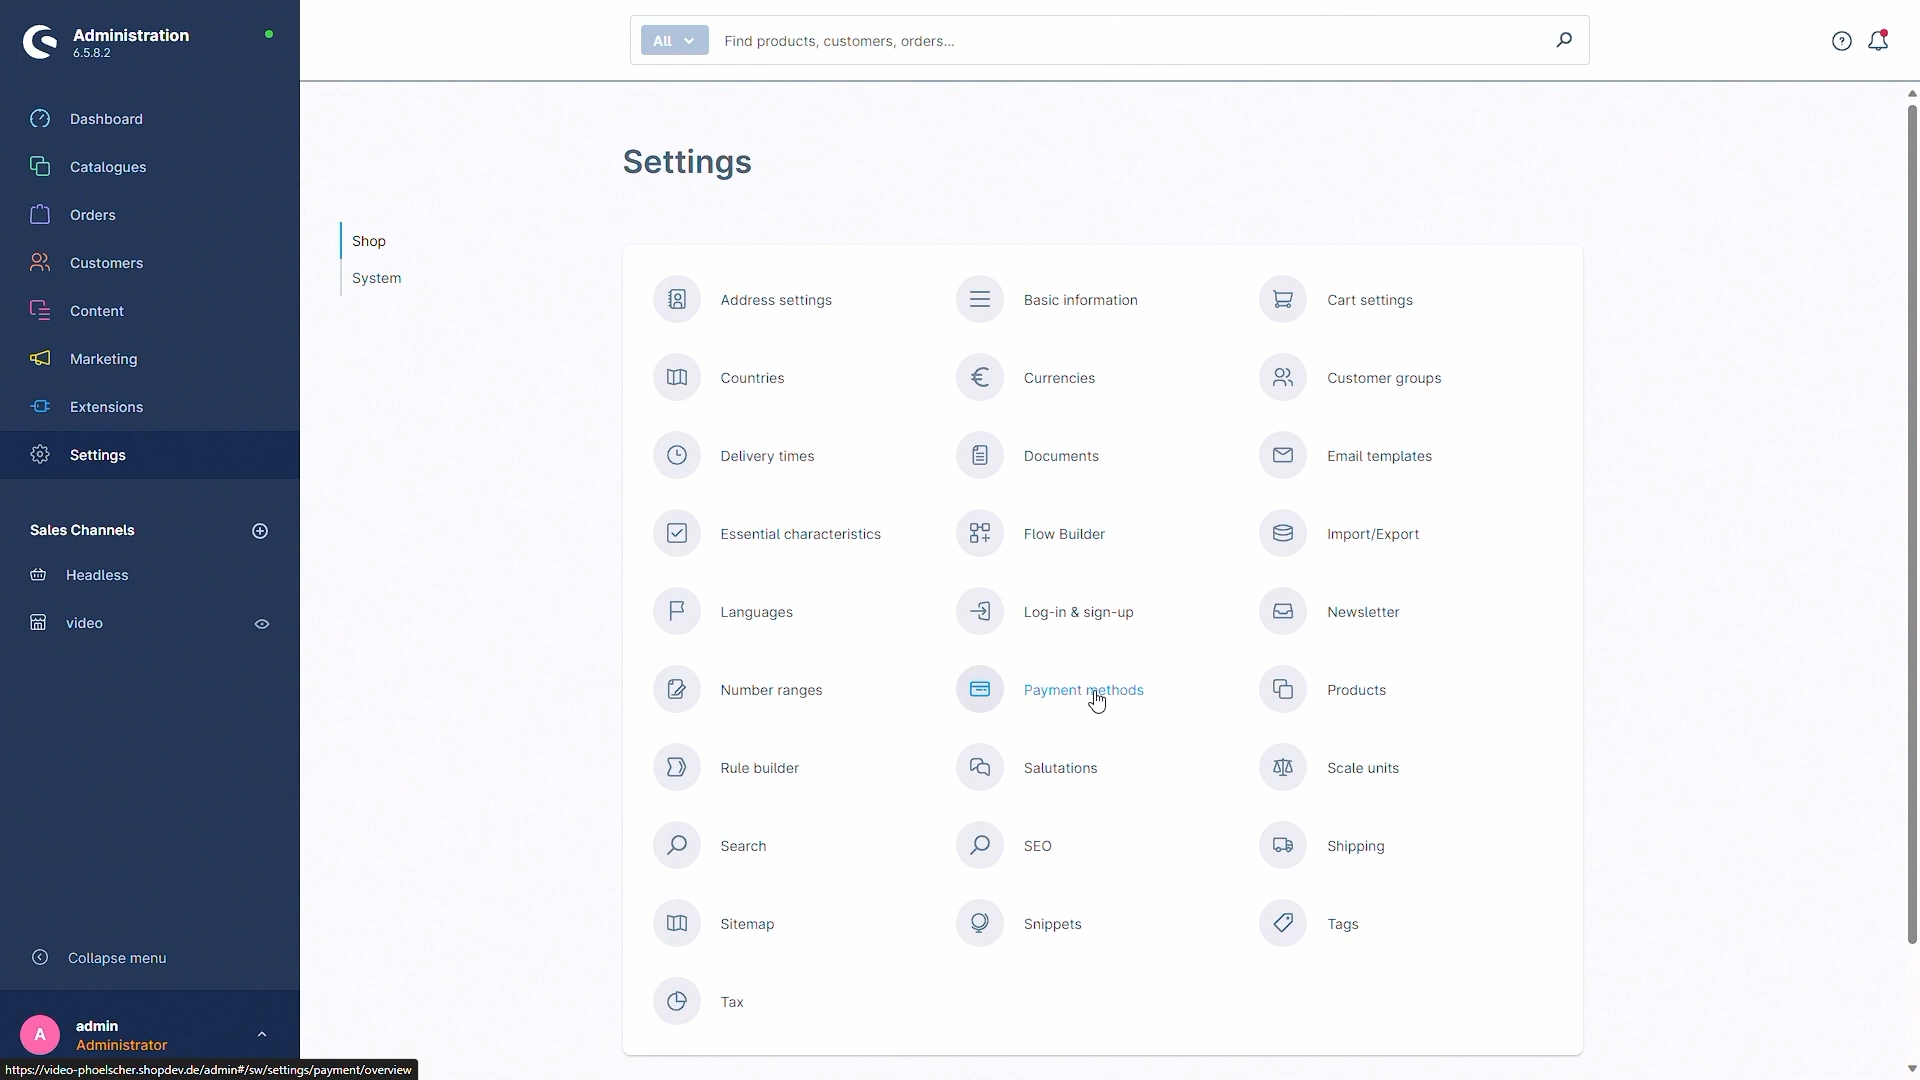 Administration
6.5.8.2
All
Find products, customers, orders...
Dashboard
Catalogues
Orders
Customers
Content
Marketing
Extensions
Settings
Sales Channels
Headless
video
Collapse menu
A
admin
Administrator
https://video-phoelscher.shopdev.de/admin#/sw/settings/payment/overview
Settings
Shop
System
Address settings
Basic information
Cart settings
Countries
Currencies
Customer groups
Delivery times
Documents
Email templates
Essential characteristics
Flow Builder
Import/Export
Languages
Log-in & sign-up
Newsletter
Number ranges
Payment methods
Products
Rule builder
Salutations
Scale units
Search
SEO
Shipping
Sitemap
Snippets
Tags
Tax